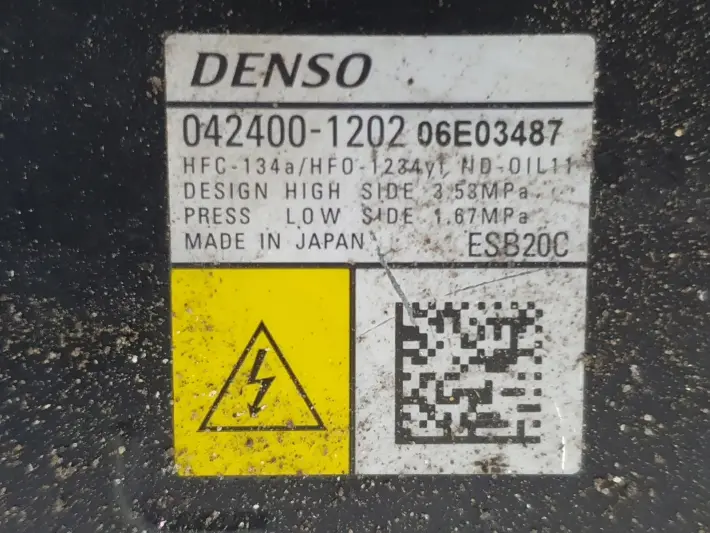 DENSO
042400-1202 06E03487
HFC-134a/HFO-1234yf ND-OIL11
DESIGN HIGH SIDE 3.53MPa
PRESS LOW SIDE 1.67MPa
MADE IN JAPAN ESB20C